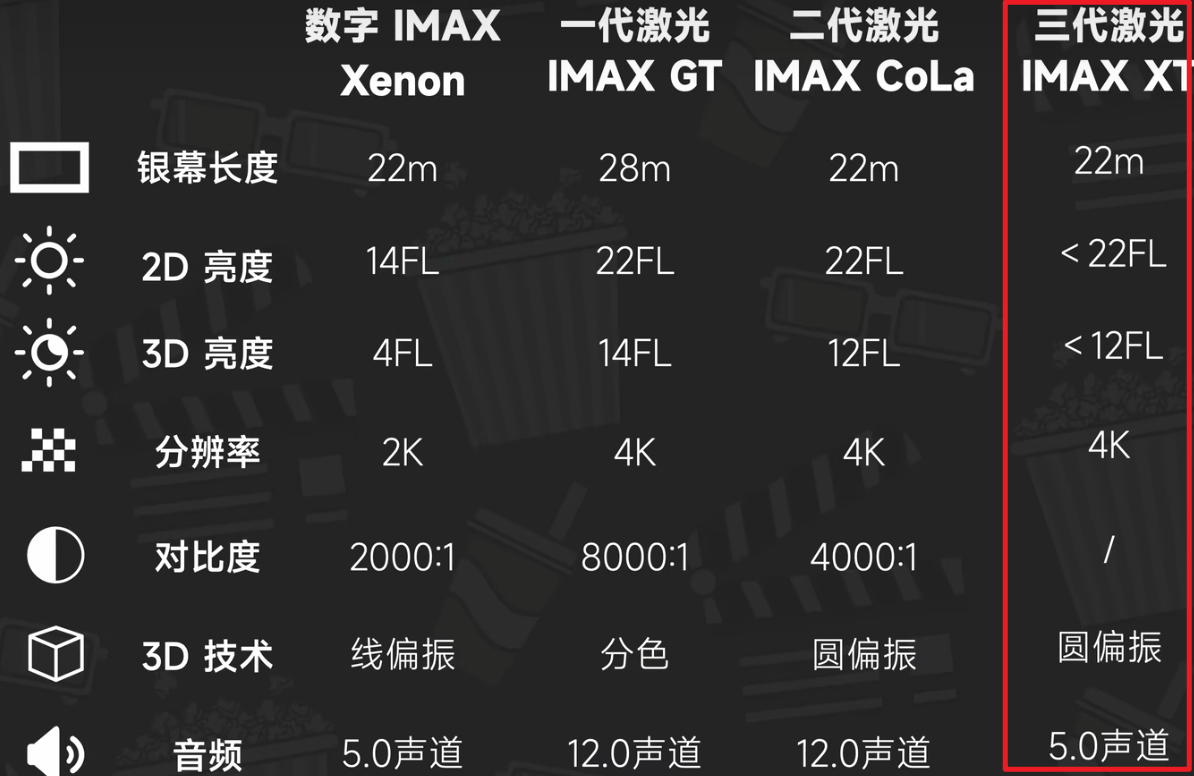 数字 IMAX 一代激光 二代激光 三代激光
Xenon IMAX GT IMAX CoLa IMAX XT
银幕长度 22m 28m 22m 22m
2D 亮度 14FL 22FL 22FL <22FL
3D 亮度 4FL 14FL 12FL <12FL
分辨率 2K 4K 4K 4K
对比度 2000:1 8000:1 4000:1 /
3D 技术 线偏振 分色 圆偏振 圆偏振
音频 5.0声道 12.0声道 12.0声道 5.0声道